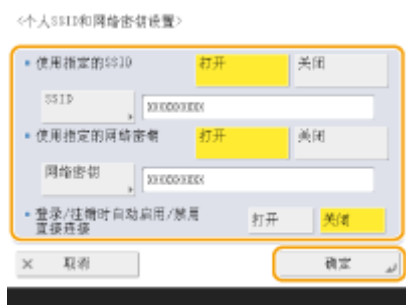 <个人SSID和网络密钥设置>
• 使用指定的SSID 打开 关闭
SSID XXXXXXXXXX
• 使用指定的网络密钥 打开 关闭
网络密钥 XXXXXXXXXX
• 登录/注销时自动启用/禁用 打开 关闭
直接连接
× 取消 确定